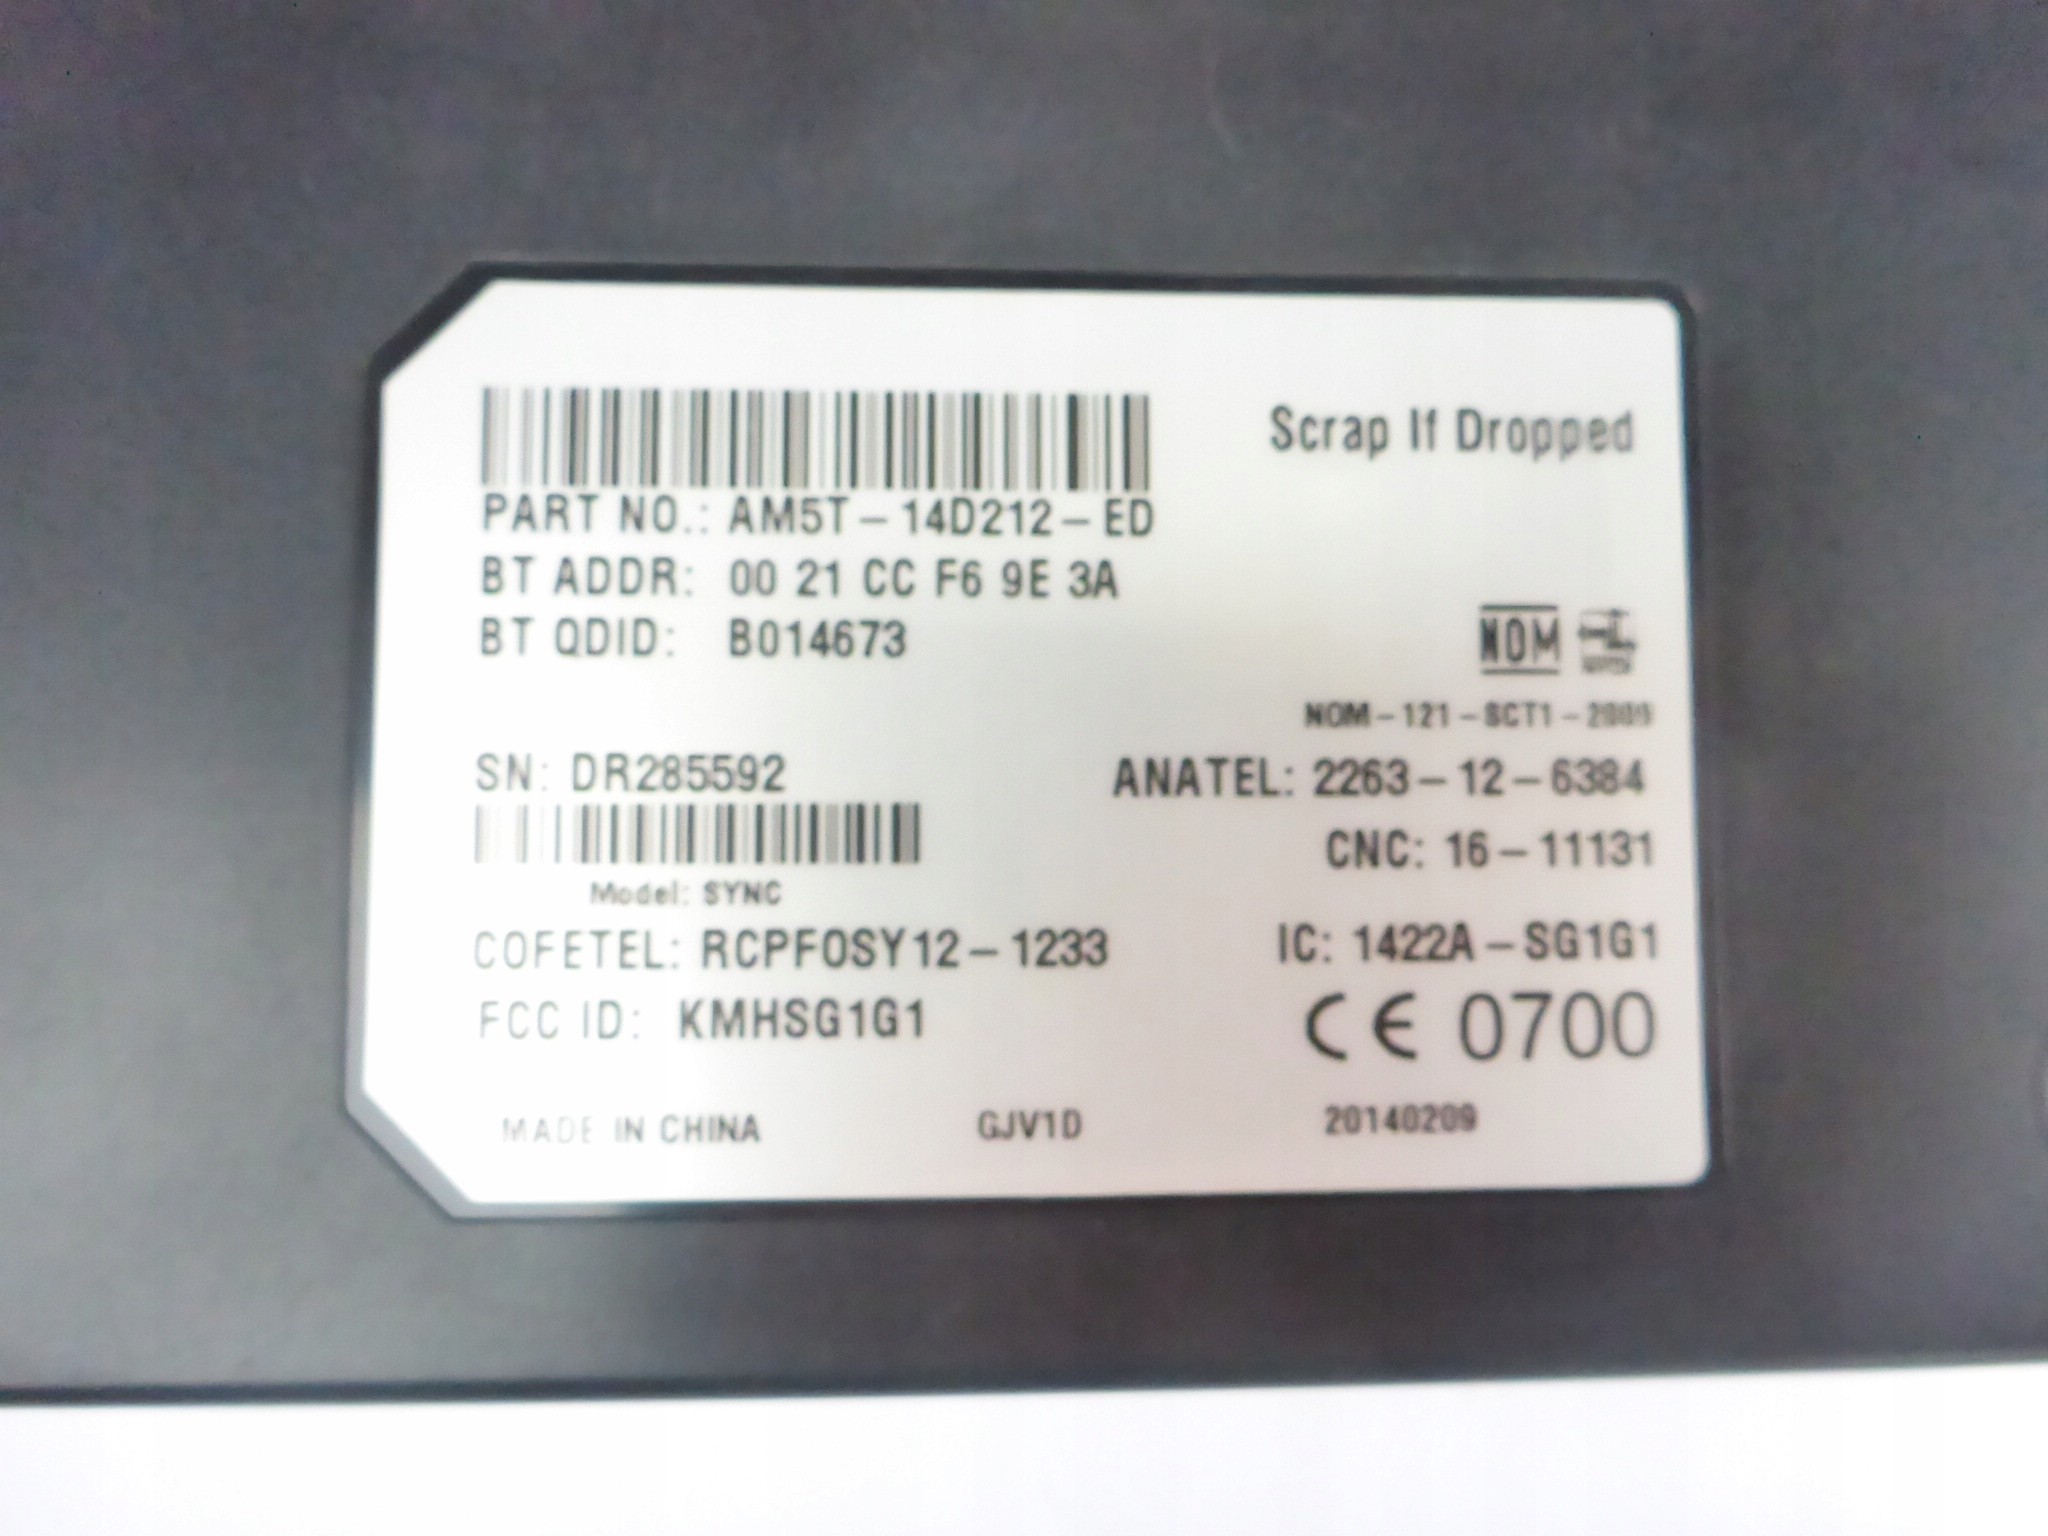 Scrap If Dropped
PART NO.: AM5T-14D212-ED
BT ADDR: 00 21 CC F6 9E 3A
BT QDID: B014673
NOM
NOM-121-SCT1-2009
SN: DR285592
ANATEL: 2263-12-6384
CNC: 16-11131
Model: SYNC
COFETEL: RCPFOSY12-1233
IC: 1422A-SG1G1
FCC ID: KMHSG1G1
CE 0700
MADE IN CHINA
GJV1D
20140209